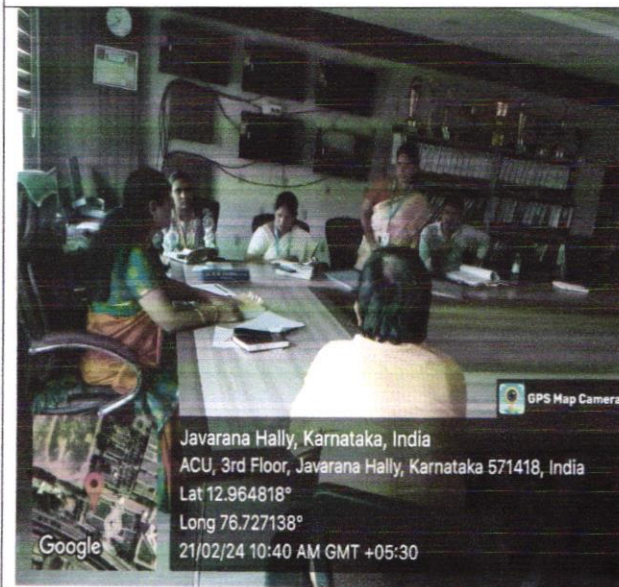 GPS Map Camera
Javarana Hally, Karnataka, India
ACU, 3rd Floor, Javarana Hally, Karnataka 571418, India
Lat 12.964818°
Long 76.727138°
21/02/24 10:40 AM GMT +05:30
Google